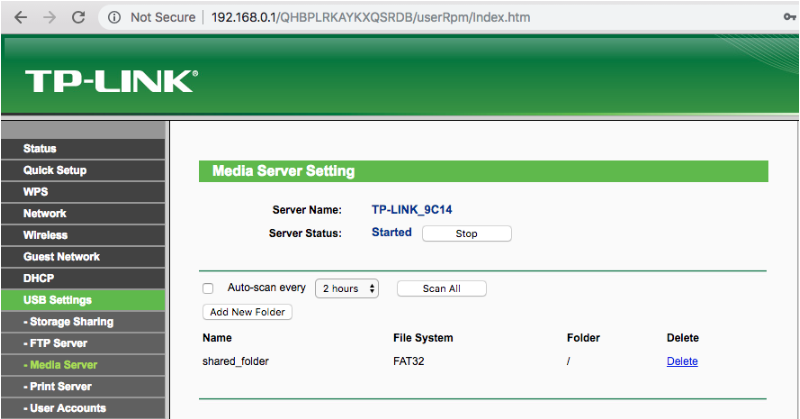 Not Secure | 192.168.0.1/QHBPLRKAYKXQSRDB/userRpm/Index.htm
TP-LINK®
Status
Quick Setup
WPS
Network
Wireless
Guest Network
DHCP
USB Settings
- Storage Sharing
- FTP Server
- Media Server
- Print Server
- User Accounts
Media Server Setting
Server Name: TP-LINK_9C14
Server Status: Started Stop
Auto-scan every 2 hours Scan All
Add New Folder
Name File System Folder Delete
shared_folder FAT32 / Delete